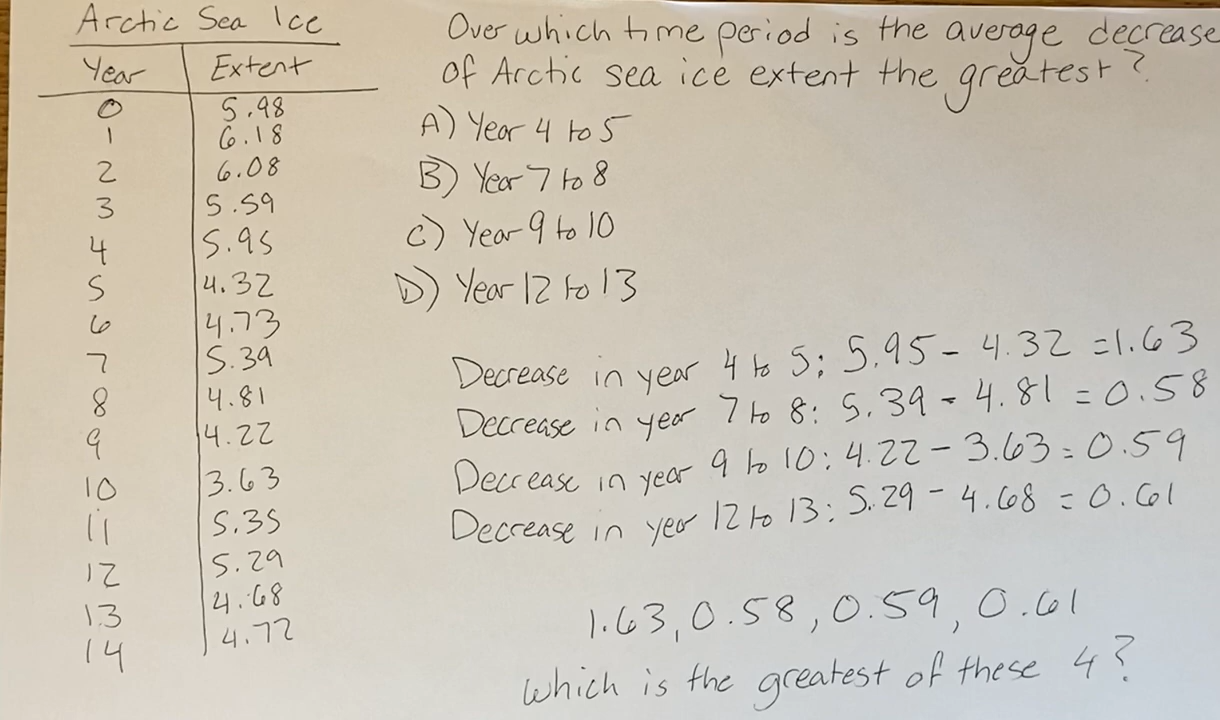 Arctic Sea Ice
Year Extent
0 5.98
1 6.18
2 6.08
3 5.59
4 5.95
5 4.32
6 4.73
7 5.39
8 4.81
9 4.22
10 3.63
11 5.35
12 5.29
13 4.68
14 4.72
Over which time period is the average decrease
of Arctic sea ice extent the greatest?
A) Year 4 to 5
B) Year 7 to 8
C) Year 9 to 10
D) Year 12 to 13
Decrease in year 4 to 5: 5.95 - 4.32 = 1.63
Decrease in year 7 to 8: 5.39 - 4.81 = 0.58
Decrease in year 9 to 10: 4.22 - 3.63 = 0.59
Decrease in year 12 to 13: 5.29 - 4.68 = 0.61
1.63, 0.58, 0.59, 0.61
which is the greatest of these 4?